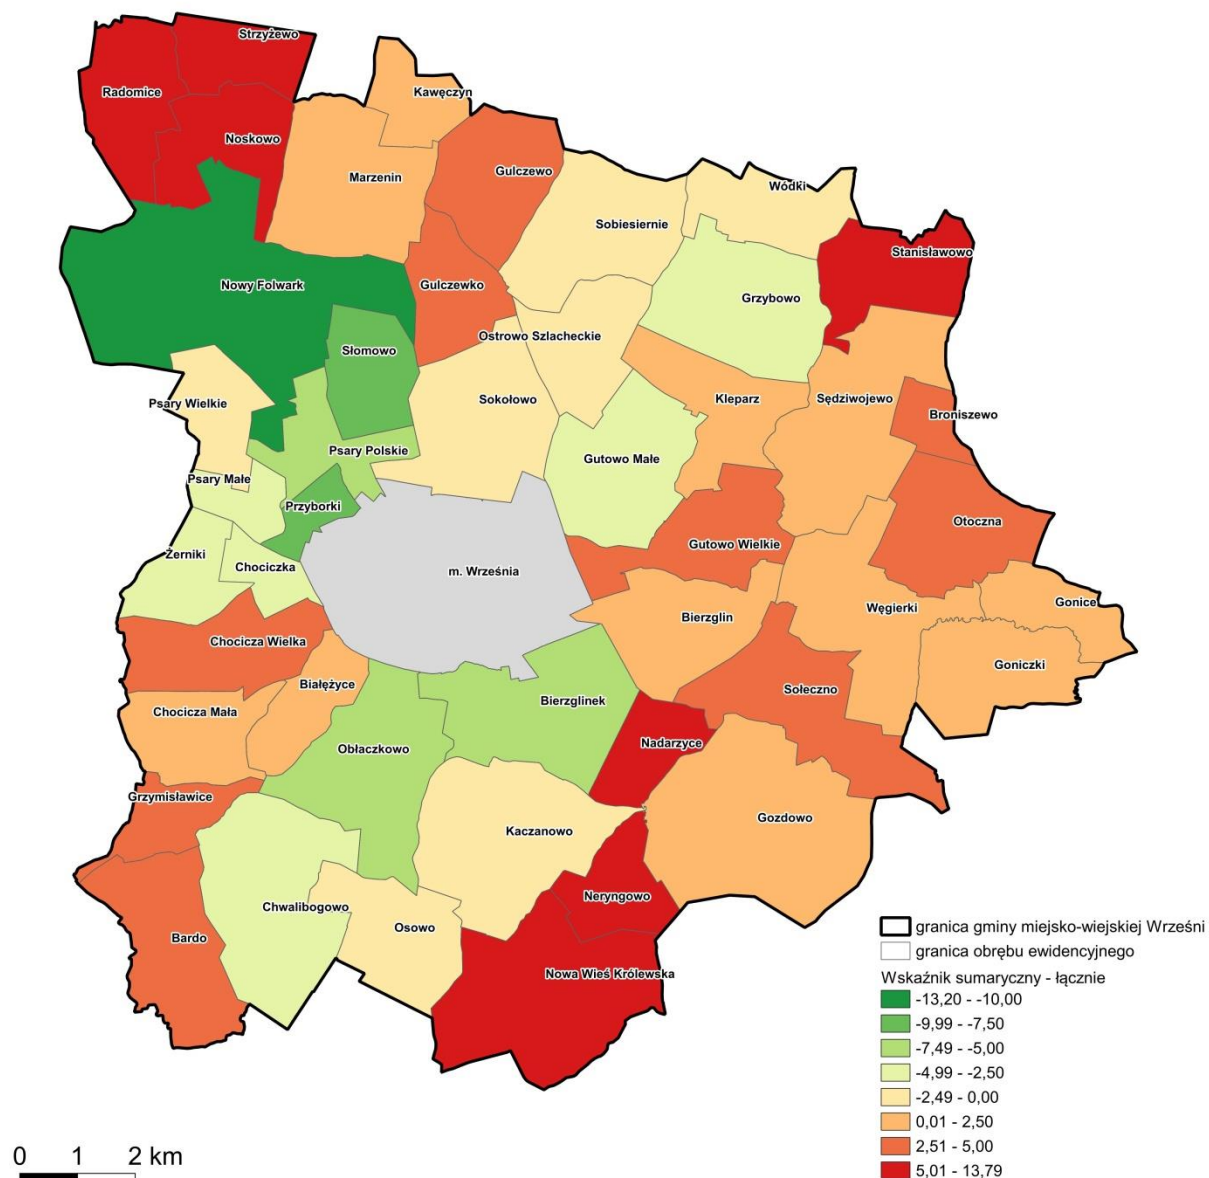 Strzyżewo
Radomice
Kawęczyn
Noskowo
Gulczewo
Marzenin
Wódki
Sobiesiernie
Stanisławowo
Nowy Folwark
Gulczewko
Grzybowo
Ostrowo Szlacheckie
Słomowo
Psary Wielkie
Sokołowo
Kleparz
Sędziwojewo
Broniszewo
Psary Polskie
Gutowo Małe
Psary Małe
Przyborki
Otoczna
Gutowo Wielkie
Żerniki
Chociczka
m. Września
Gonice
Węgierki
Bierzglin
Chocicza Wielka
Goniczki
Białężyce
Sołeczno
Bierzglinek
Chocicza Mała
Nadarzyce
Obłaczkowo
Grzymisławice
Gozdowo
Kaczanowo
Neryngowo
Chwalibogowo
Osowo
Bardo
Nowa Wieś Królewska
granica gminy miejsko-wiejskiej Wrześni
granica obrębu ewidencyjnego
Wskaźnik sumaryczny - łącznie
-13,20 - -10,00
-9,99 - -7,50
-7,49 - -5,00
-4,99 - -2,50
-2,49 - 0,00
0,01 - 2,50
2,51 - 5,00
5,01 - 13,79
0 1 2 km